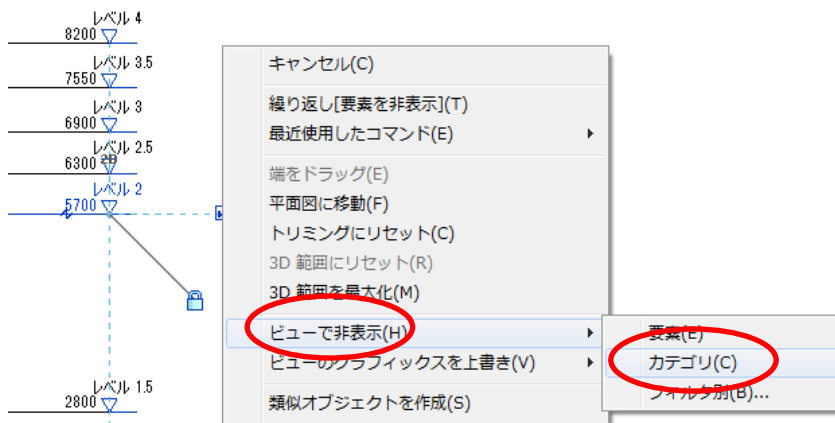 レベル 4
8200
レベル 3.5
7550
レベル 3
6900
レベル 2.5
6300
レベル 2
5700
レベル 1.5
2800
キャンセル(C)
繰り返し[要素を非表示](T)
最近使用したコマンド(E)
端をドラッグ(E)
平面図に移動(F)
トリミングにリセット(C)
3D 範囲にリセット(R)
3D 範囲を最大化(M)
ビューで非表示(H)
ビューのグラフィックスを上書き(V)
類似オブジェクトを作成(S)
要素(E)
カテゴリ(C)
フィルタ別(B)...